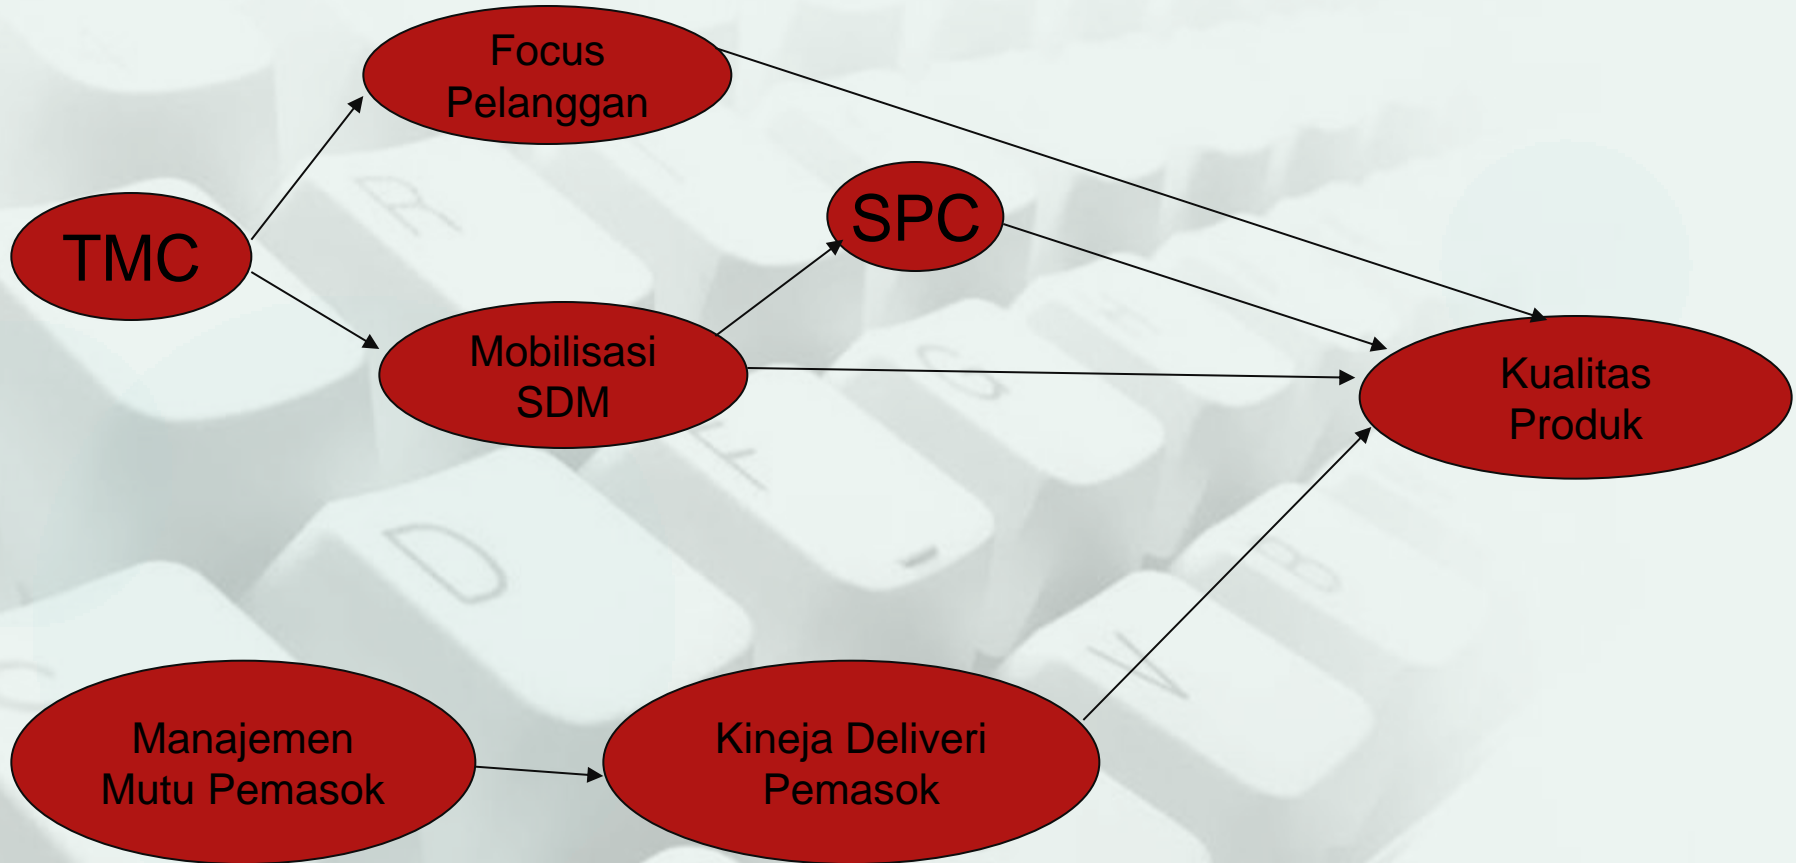 Focus
Pelanggan
TMC
SPC
Mobilisasi
SDM
Kualitas
Produk
Manajemen
Mutu Pemasok
Kineja Deliveri
Pemasok